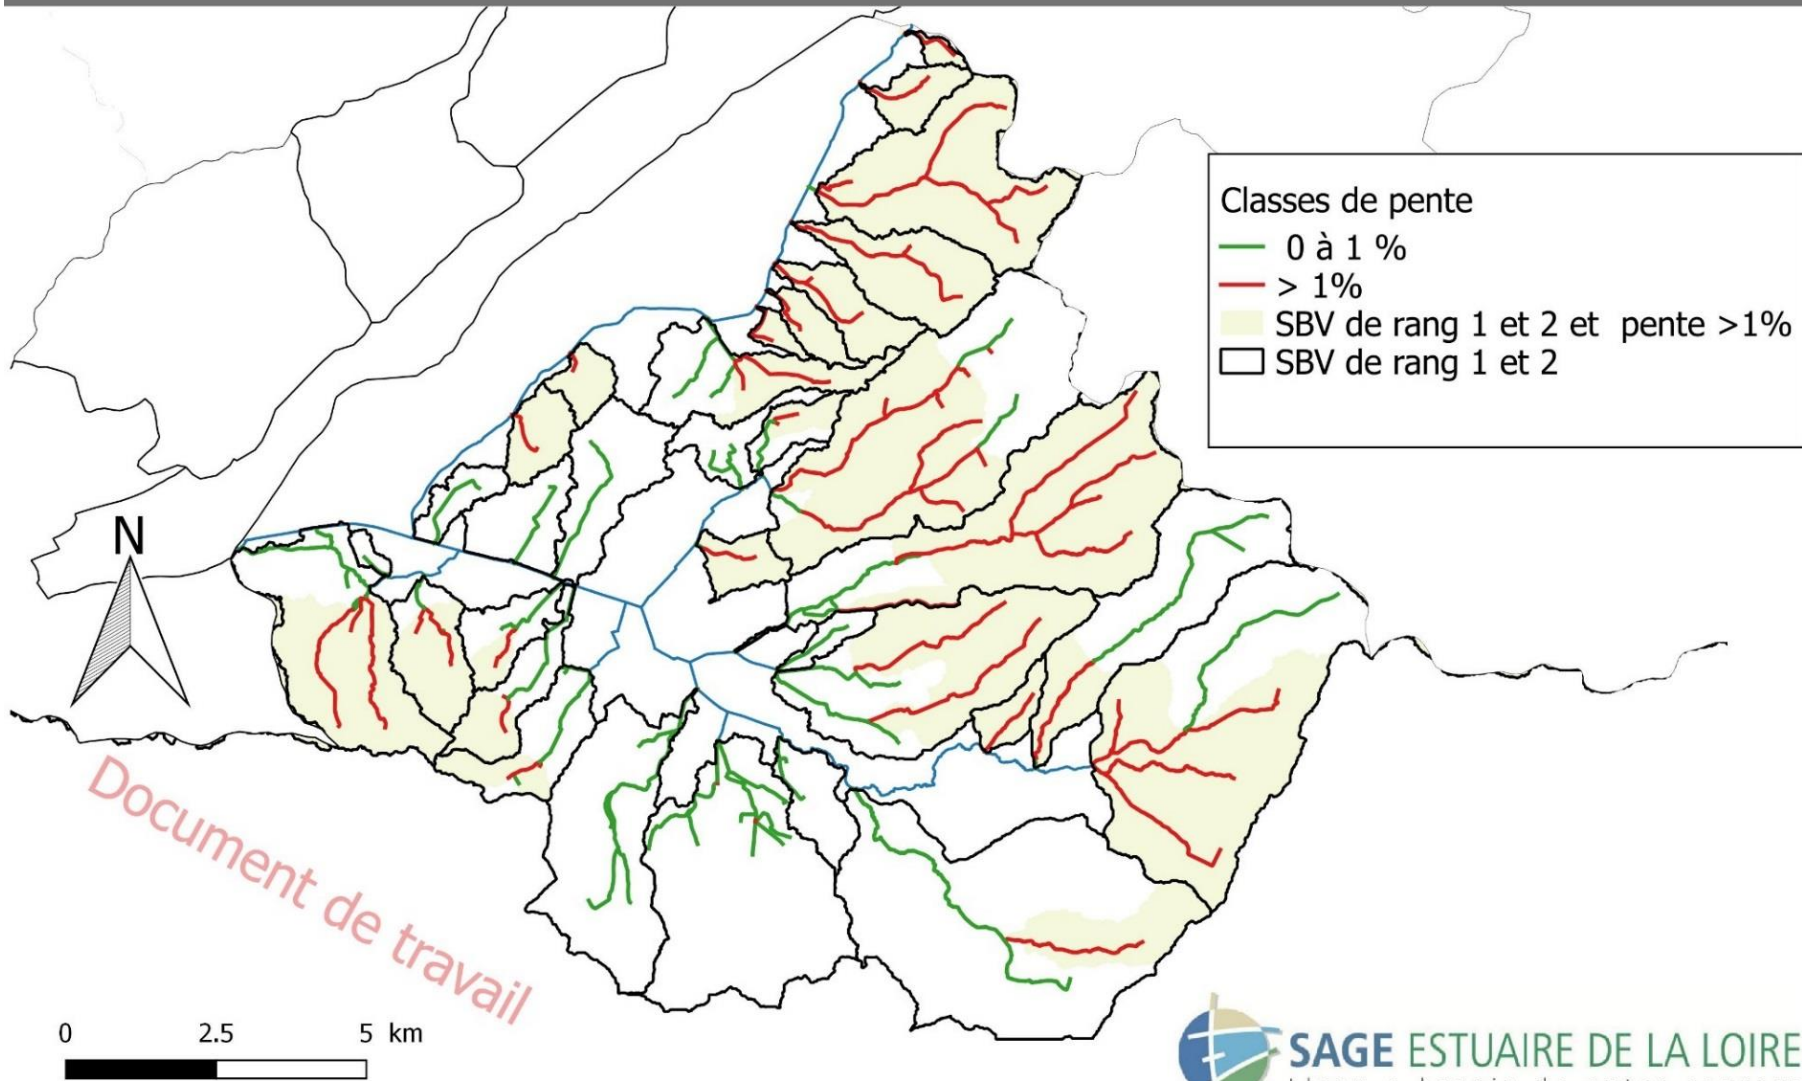 Classes de pente
0 à 1 %
> 1%
SBV de rang 1 et 2 et pente >1%
SBV de rang 1 et 2
N
Document de travail
0 2.5 5 km
SAGE ESTUAIRE DE LA LOIRE